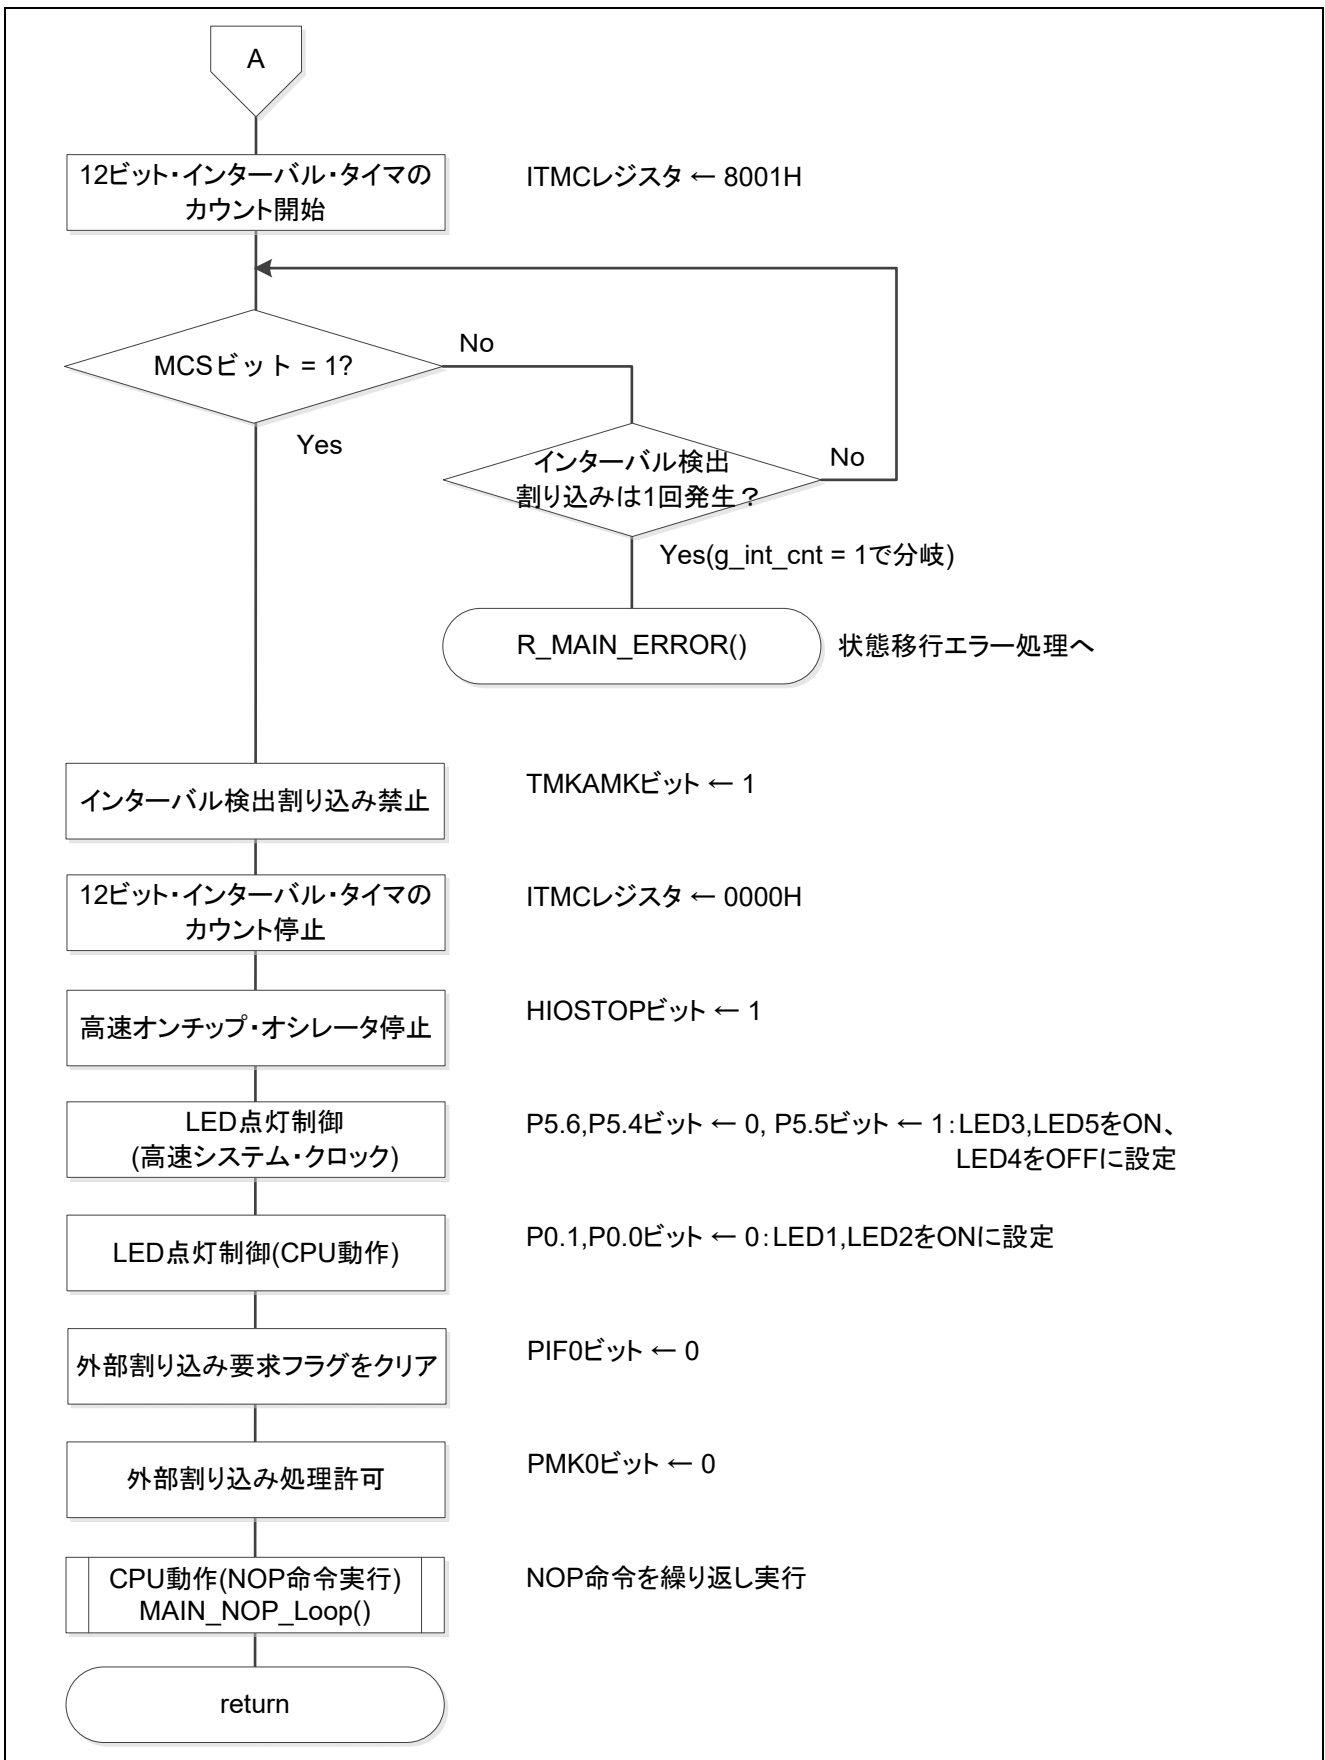 A
12ビット・インターバル・タイマの
カウント開始
ITMCレジスタ ← 8001H
MCSビット = 1?
No
Yes
インターバル検出
割り込みは1回発生？
No
Yes(g_int_cnt = 1で分岐)
R_MAIN_ERROR()
状態移行エラー処理へ
インターバル検出割り込み禁止
TMKAMKビット ← 1
12ビット・インターバル・タイマの
カウント停止
ITMCレジスタ ← 0000H
高速オンチップ・オシレータ停止
HIOSTOPビット ← 1
LED点灯制御
(高速システム・クロック)
P5.6,P5.4ビット ← 0, P5.5ビット ← 1：LED3,LED5をON、
LED4をOFFに設定
LED点灯制御(CPU動作)
P0.1,P0.0ビット ← 0：LED1,LED2をONに設定
外部割り込み要求フラグをクリア
PIF0ビット ← 0
外部割り込み処理許可
PMK0ビット ← 0
CPU動作(NOP命令実行)
MAIN_NOP_Loop()
NOP命令を繰り返し実行
return